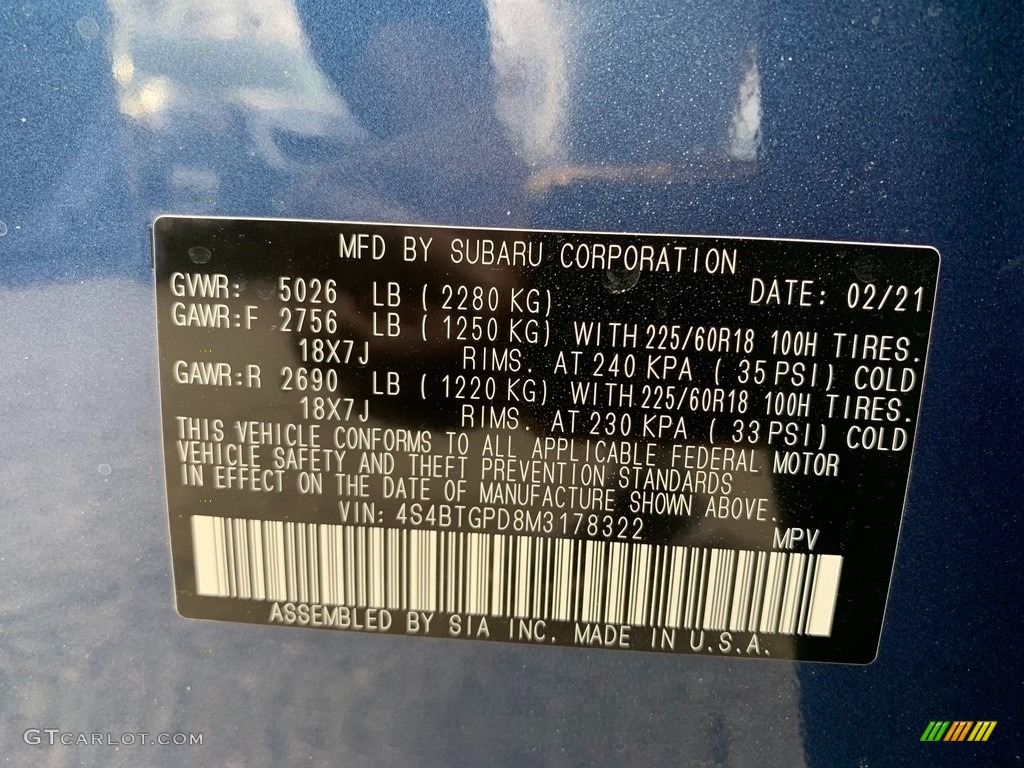 MFD BY SUBARU CORPORATION
GVWR: 5026 LB ( 2280 KG) DATE: 02/21
GAWR:F 2756 LB ( 1250 KG) WITH 225/60R18 100H TIRES.
18X7J RIMS. AT 240 KPA ( 35 PSI) COLD
GAWR:R 2690 LB ( 1220 KG) WITH 225/60R18 100H TIRES.
18X7J RIMS. AT 230 KPA ( 33 PSI) COLD
THIS VEHICLE CONFORMS TO ALL APPLICABLE FEDERAL MOTOR
VEHICLE SAFETY AND THEFT PREVENTION STANDARDS
IN EFFECT ON THE DATE OF MANUFACTURE SHOWN ABOVE.
VIN: 4S4BTGPD8M3178322 MPV
ASSEMBLED BY SIA INC. MADE IN U.S.A.
GTCARLOT.COM